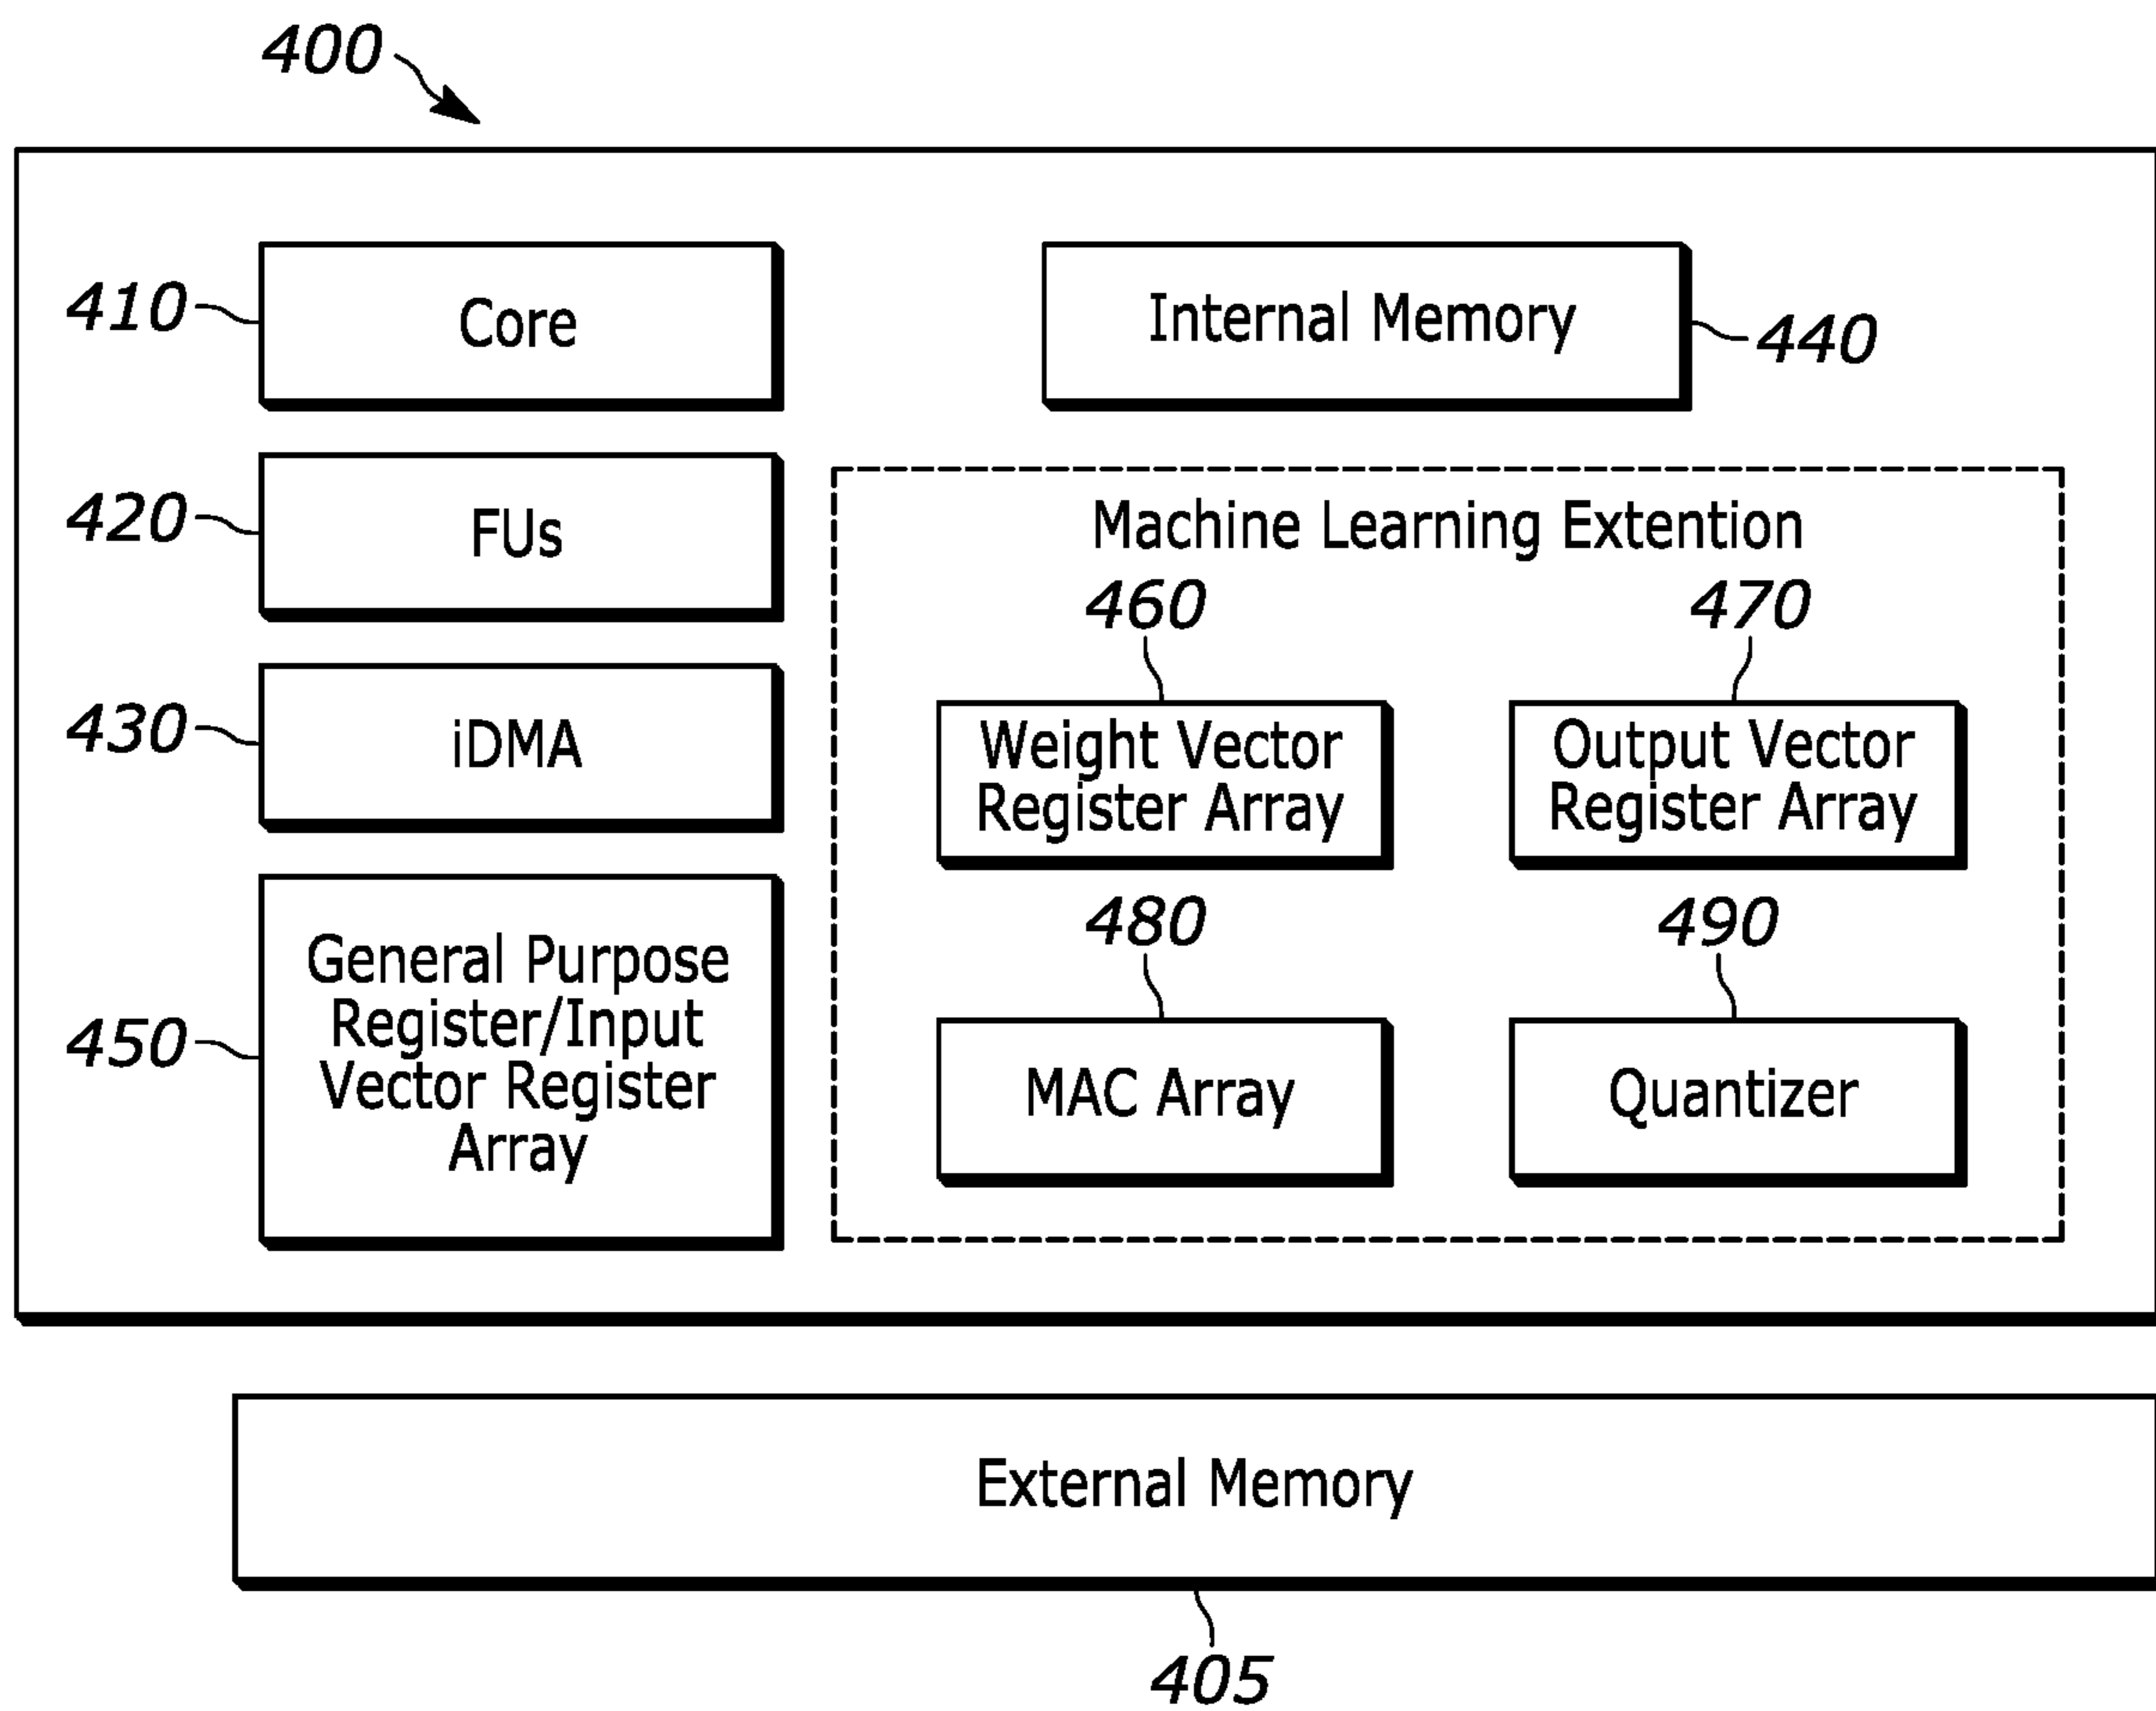 400
410
Core
Internal Memory
440
420
FUs
Machine Learning Extention
460
470
430
iDMA
Weight Vector
Register Array
Output Vector
Register Array
480
490
450
General Purpose
Register/Input
Vector Register
Array
MAC Array
Quantizer
External Memory
405